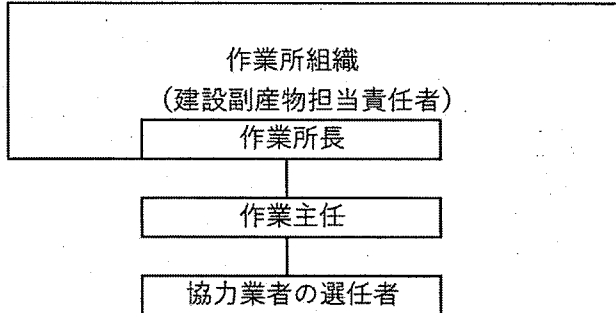 作業所組織
（建設副産物担当責任者）
作業所長
作業主任
協力業者の選任者